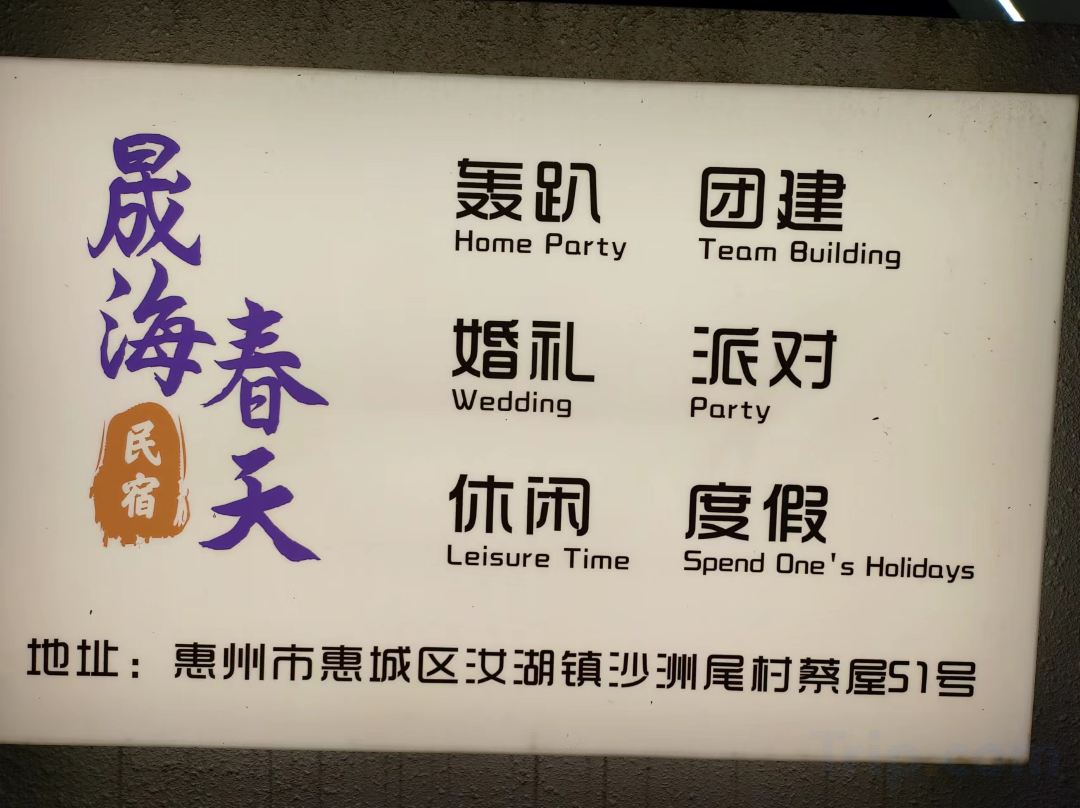 晟海
春天
民宿
轰趴 团建
Home Party Team Building
婚礼 派对
Wedding Party
休闲 度假
Leisure Time Spend One's Holidays
地址：惠州市惠城区汝湖镇沙洲尾村蔡屋51号
Trip.com